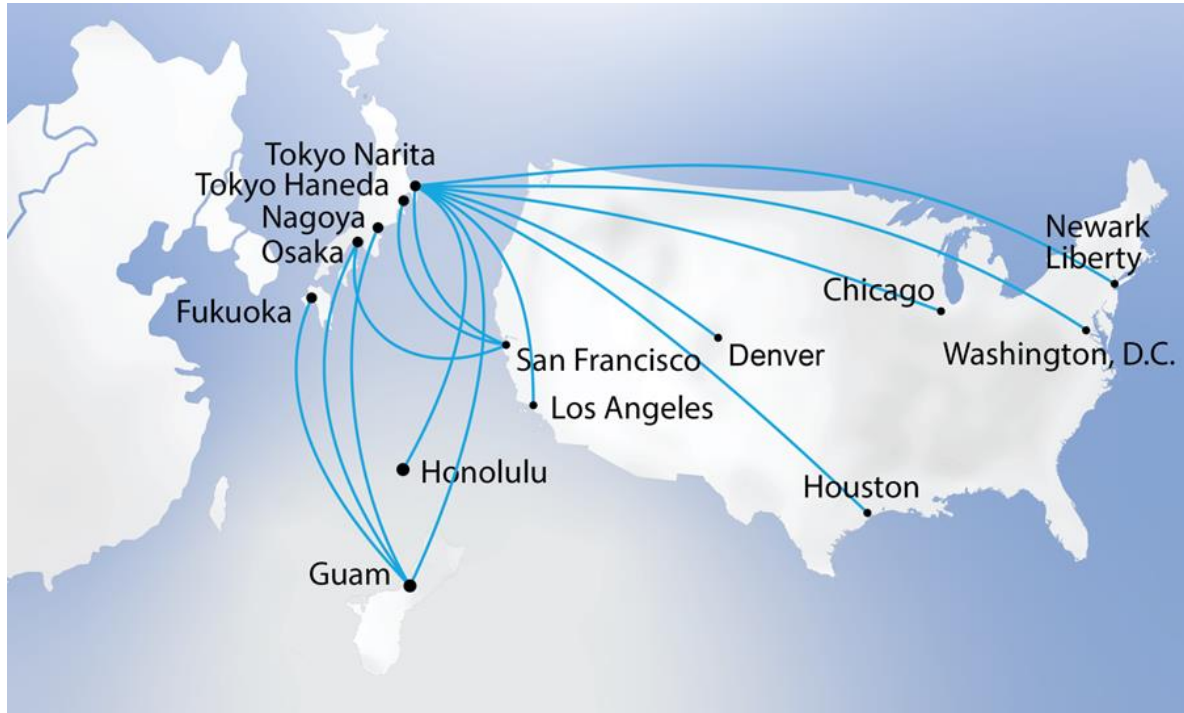 Tokyo Narita
Tokyo Haneda
Nagoya
Osaka
Fukuoka
Newark
Liberty
Chicago
Washington, D.C.
San Francisco
Denver
Los Angeles
Honolulu
Houston
Guam